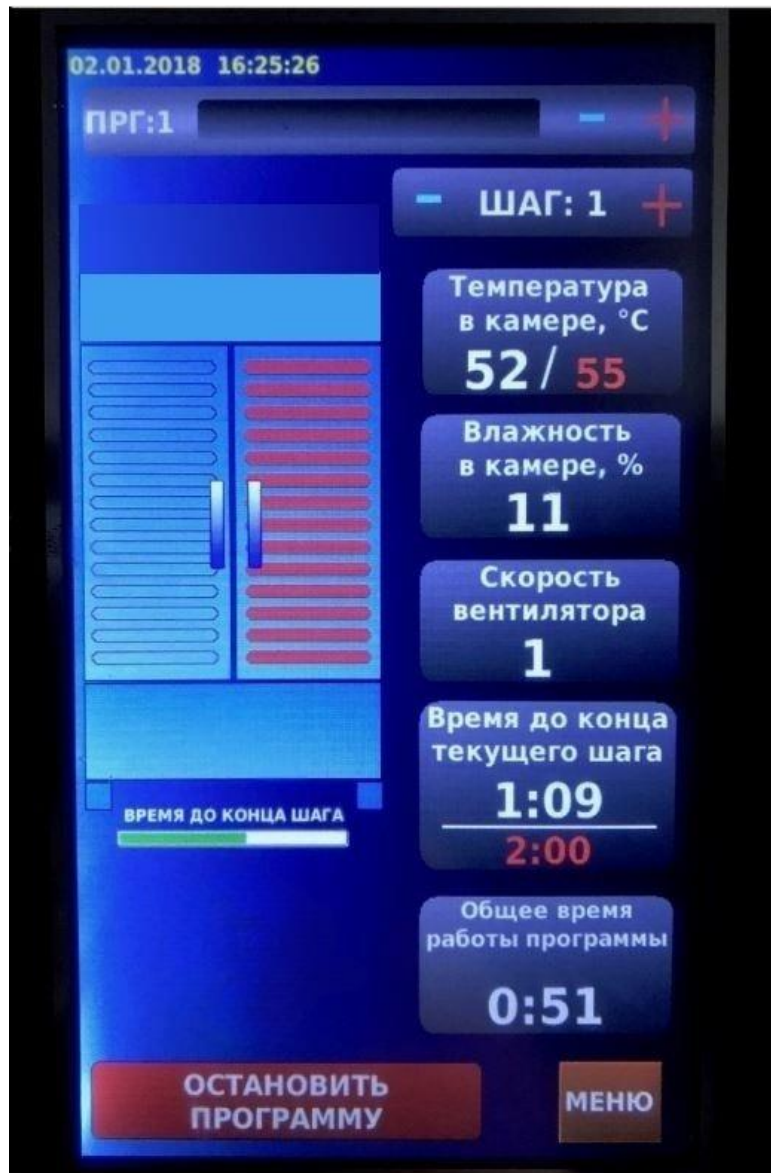 02.01.2018 16:25:26
ПРГ:1 - +
- ШАГ: 1 +
Температура
в камере, °C
52 / 55
Влажность
в камере, %
11
Скорость
вентилятора
1
Время до конца
текущего шага
1:09
2:00
ВРЕМЯ ДО КОНЦА ШАГА
Общее время
работы программы
0:51
ОСТАНОВИТЬ
ПРОГРАММУ
МЕНЮ